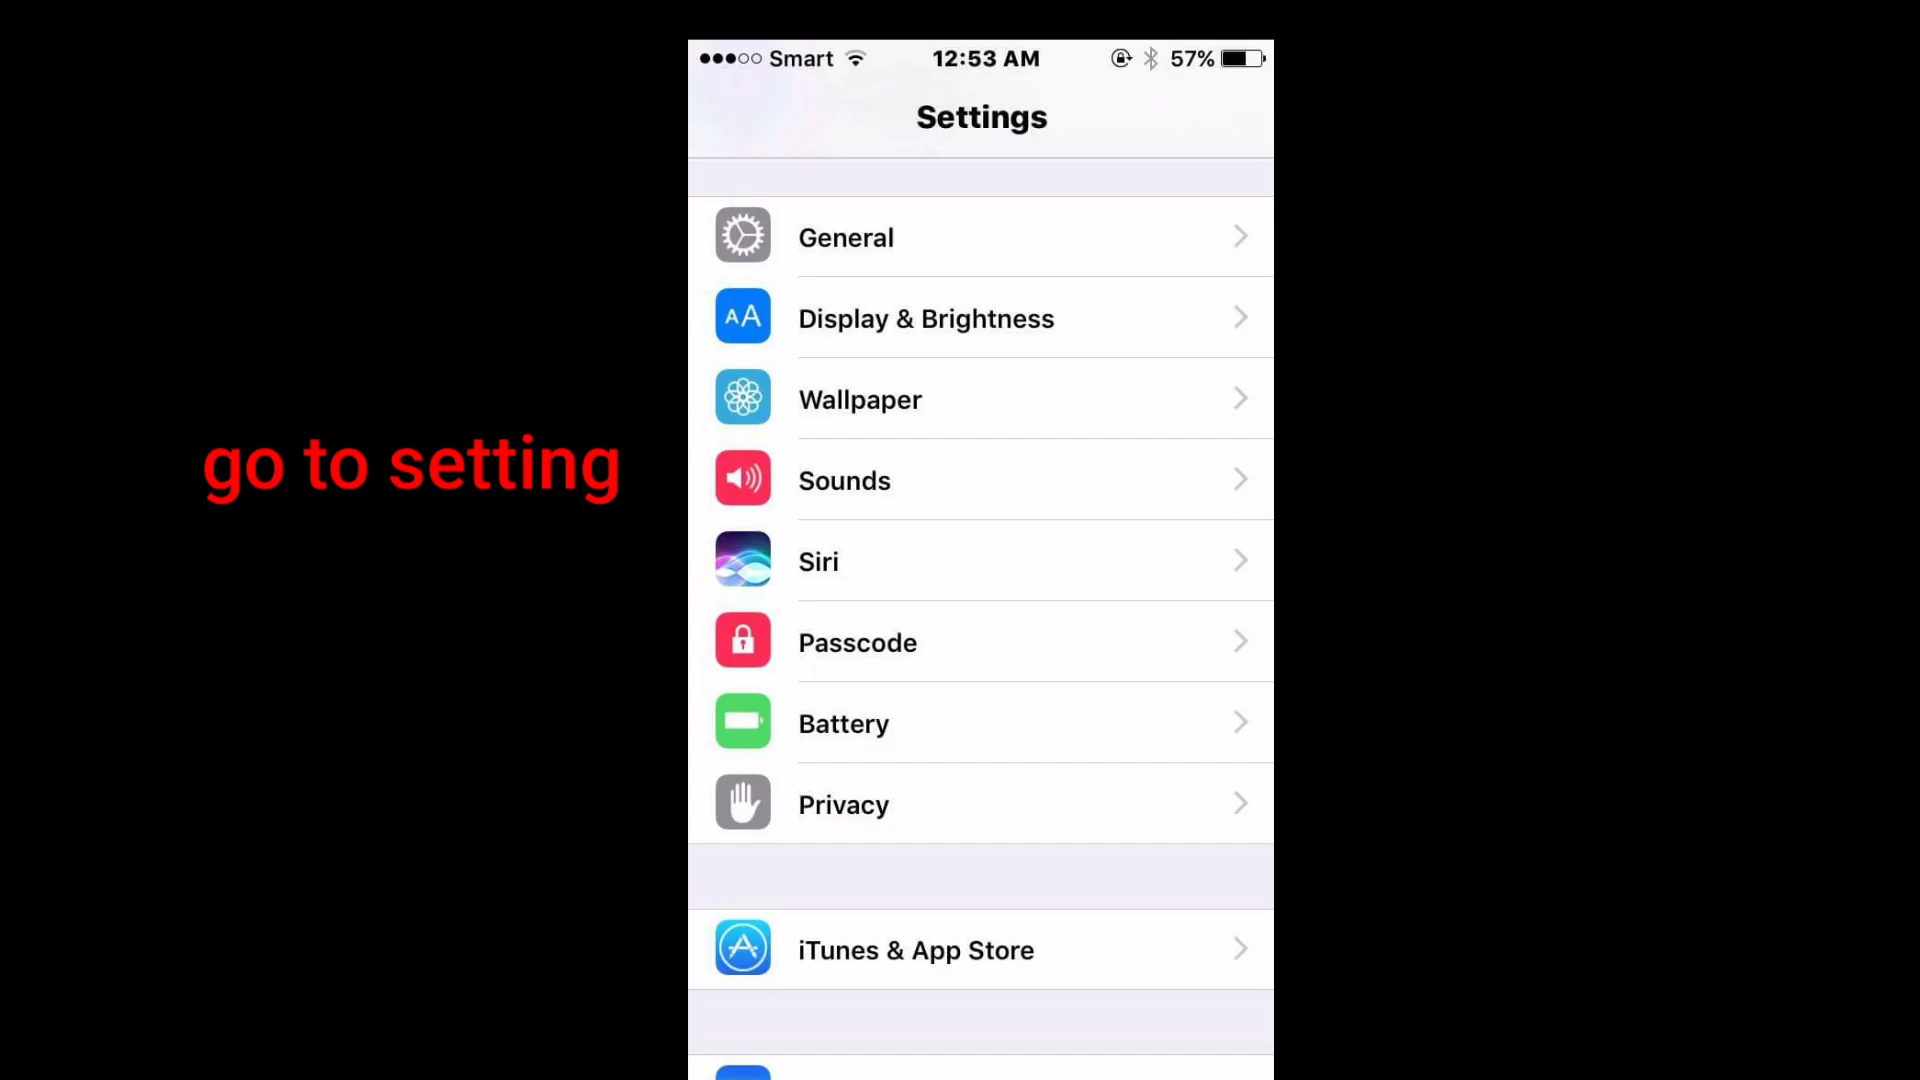 Smart 12:53 AM 57%
Settings
General
AA Display & Brightness
Wallpaper
go to setting
Sounds
Siri
Passcode
Battery
Privacy
iTunes & App Store